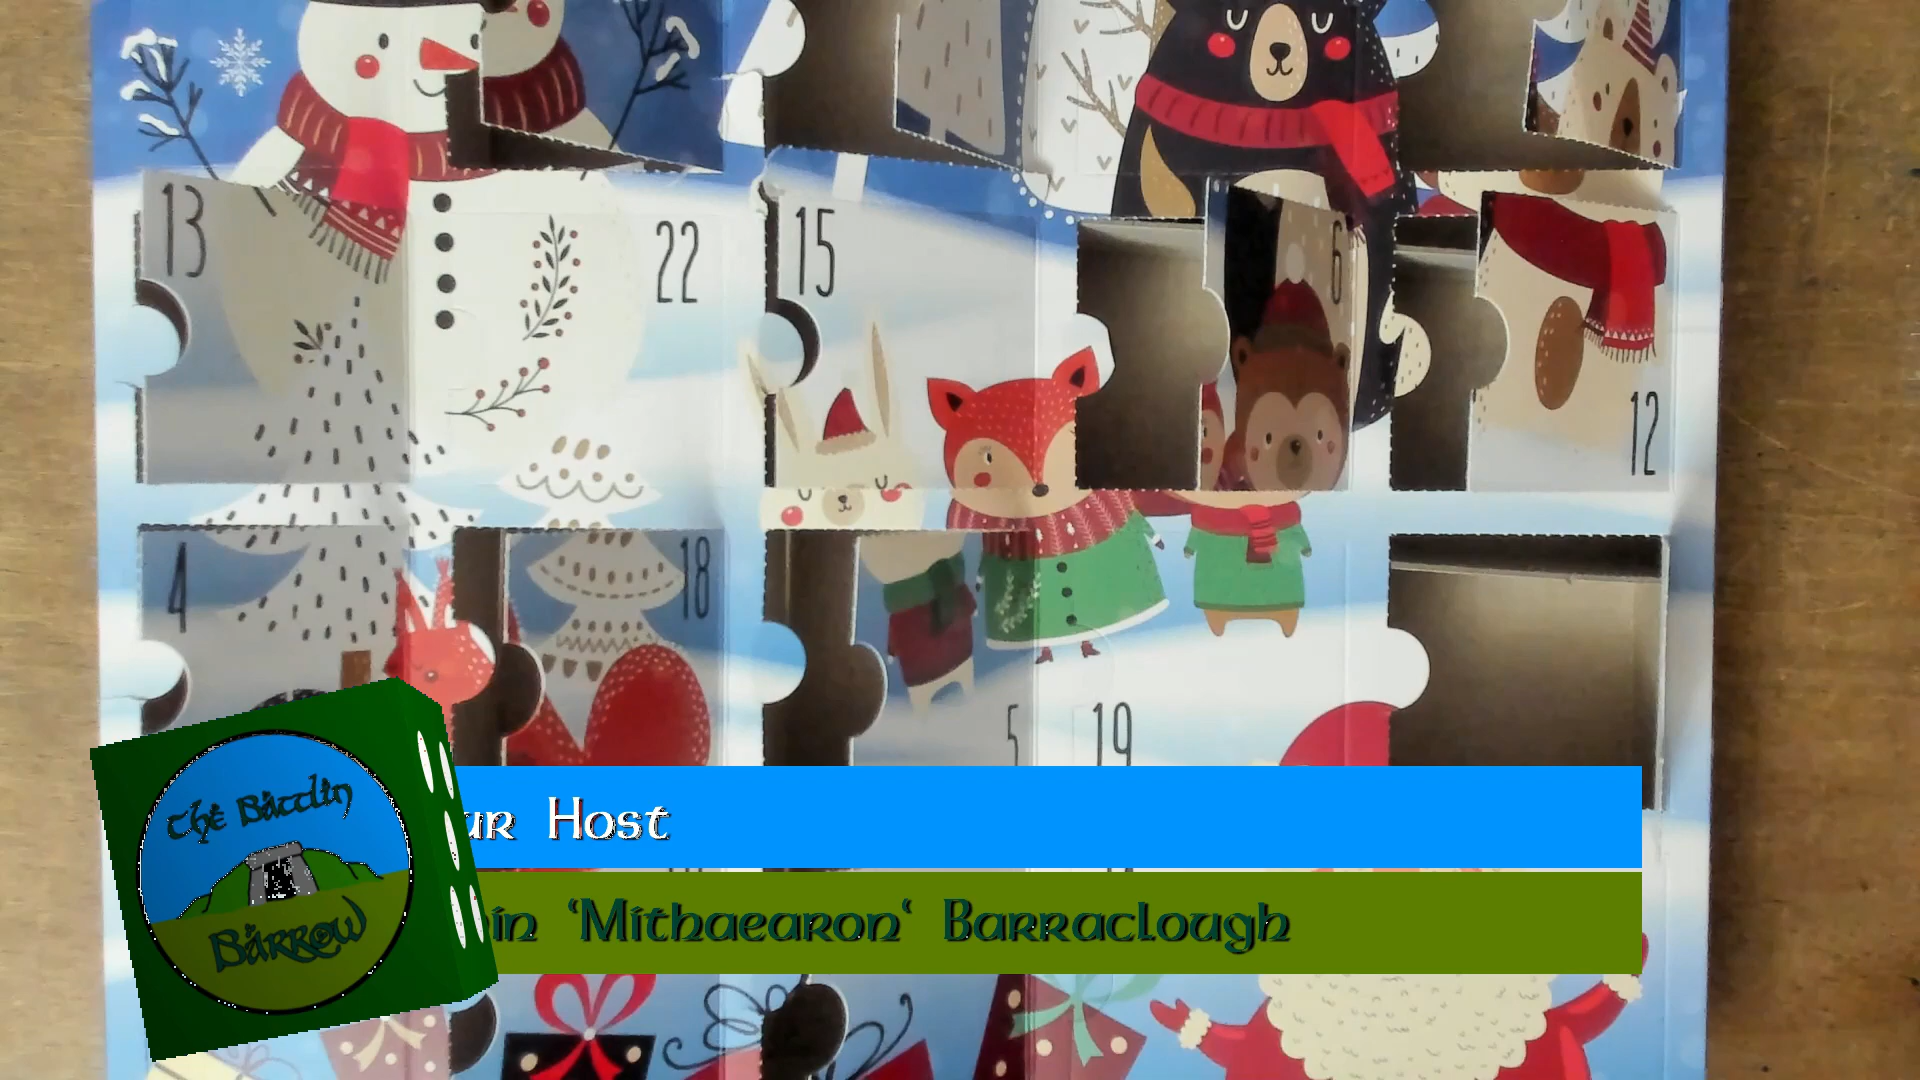 13
22
15
6
12
4
18
5
19
The Battlin
Barrow
ur Host
in ‘Mithaearon‘ Barraclough